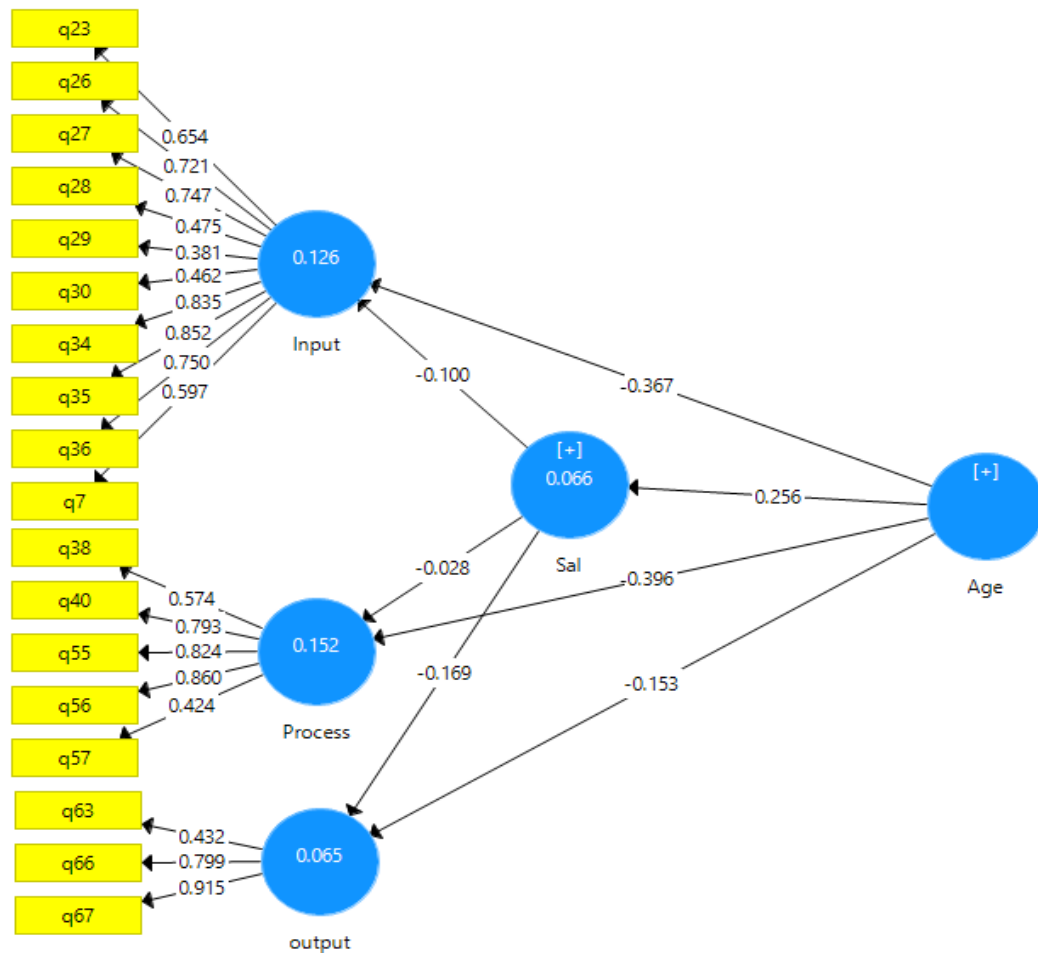 q23
q26
q27
q28
q29
q30
q34
q35
q36
q7
q38
q40
q55
q56
q57
q63
q66
q67
0.654
0.721
0.747
0.475
0.381
0.462
0.835
0.852
0.750
0.597
0.574
0.793
0.824
0.860
0.424
0.432
0.799
0.915
0.126
Input
0.152
Process
0.065
output
-0.100
-0.028
-0.169
[+]
0.066
Sal
-0.367
0.256
-0.396
-0.153
[+]
Age